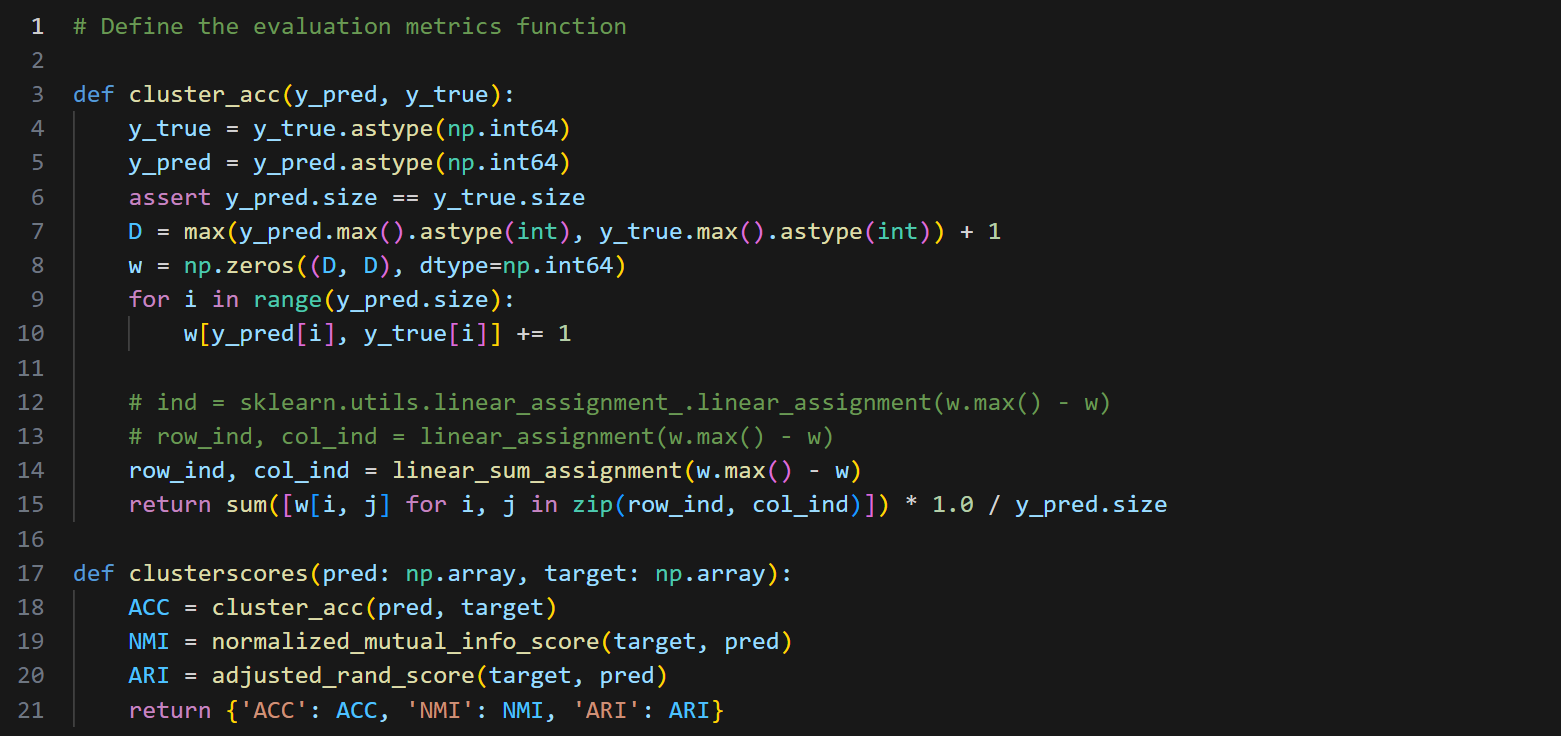 1 # Define the evaluation metrics function
2
3 def cluster_acc(y_pred, y_true):
4     y_true = y_true.astype(np.int64)
5     y_pred = y_pred.astype(np.int64)
6     assert y_pred.size == y_true.size
7     D = max(y_pred.max().astype(int), y_true.max().astype(int)) + 1
8     w = np.zeros((D, D), dtype=np.int64)
9     for i in range(y_pred.size):
10         w[y_pred[i], y_true[i]] += 1
11
12     # ind = sklearn.utils.linear_assignment_.linear_assignment(w.max() - w)
13     # row_ind, col_ind = linear_assignment(w.max() - w)
14     row_ind, col_ind = linear_sum_assignment(w.max() - w)
15     return sum([w[i, j] for i, j in zip(row_ind, col_ind)]) * 1.0 / y_pred.size
16
17 def clusterscores(pred: np.array, target: np.array):
18     ACC = cluster_acc(pred, target)
19     NMI = normalized_mutual_info_score(target, pred)
20     ARI = adjusted_rand_score(target, pred)
21     return {'ACC': ACC, 'NMI': NMI, 'ARI': ARI}